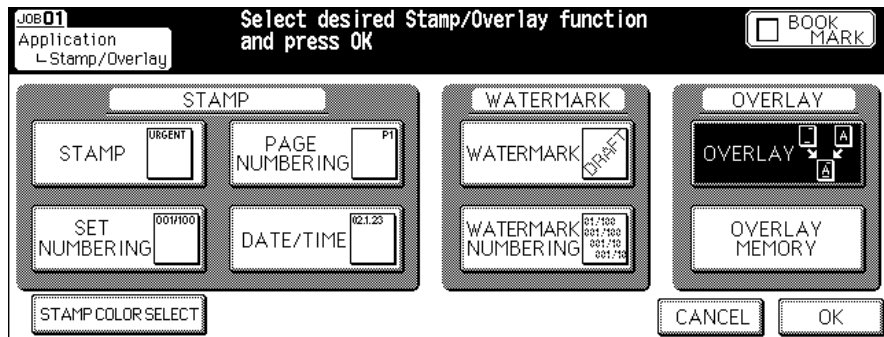 JOB01
Application
Stamp/Overlay
Select desired Stamp/Overlay function
and press OK
BOOK
MARK
STAMP
WATERMARK
OVERLAY
STAMP
URGENT
PAGE
NUMBERING
P1
WATERMARK
DRAFT
OVERLAY
A
A
SET
NUMBERING
001/100
DATE/TIME
02.1.23
WATERMARK
NUMBERING
01/100
001/100
001/10
001/10
OVERLAY
MEMORY
STAMP COLOR SELECT
CANCEL
OK